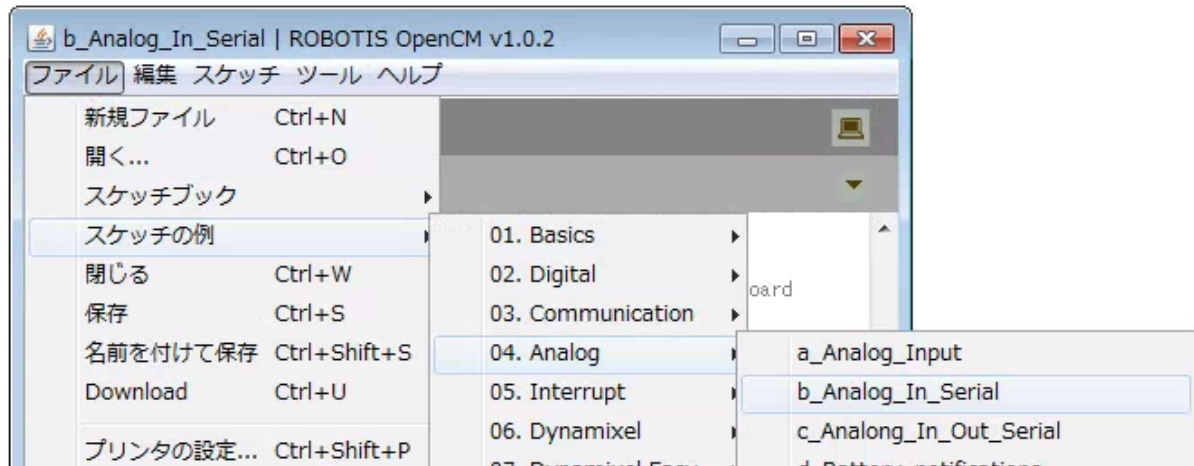 b_Analog_In_Serial | ROBOTIS OpenCM v1.0.2
ファイル 編集 スケッチ ツール ヘルプ
新規ファイル Ctrl+N
開く... Ctrl+O
スケッチブック
スケッチの例
閉じる Ctrl+W
保存 Ctrl+S
名前を付けて保存 Ctrl+Shift+S
Download Ctrl+U
プリンタの設定... Ctrl+Shift+P
01. Basics
02. Digital
03. Communication
04. Analog
05. Interrupt
06. Dynamixel
07. Dynamixel Easy
oard
a_Analog_Input
b_Analog_In_Serial
c_Analong_In_Out_Serial
d_Battery_notifications